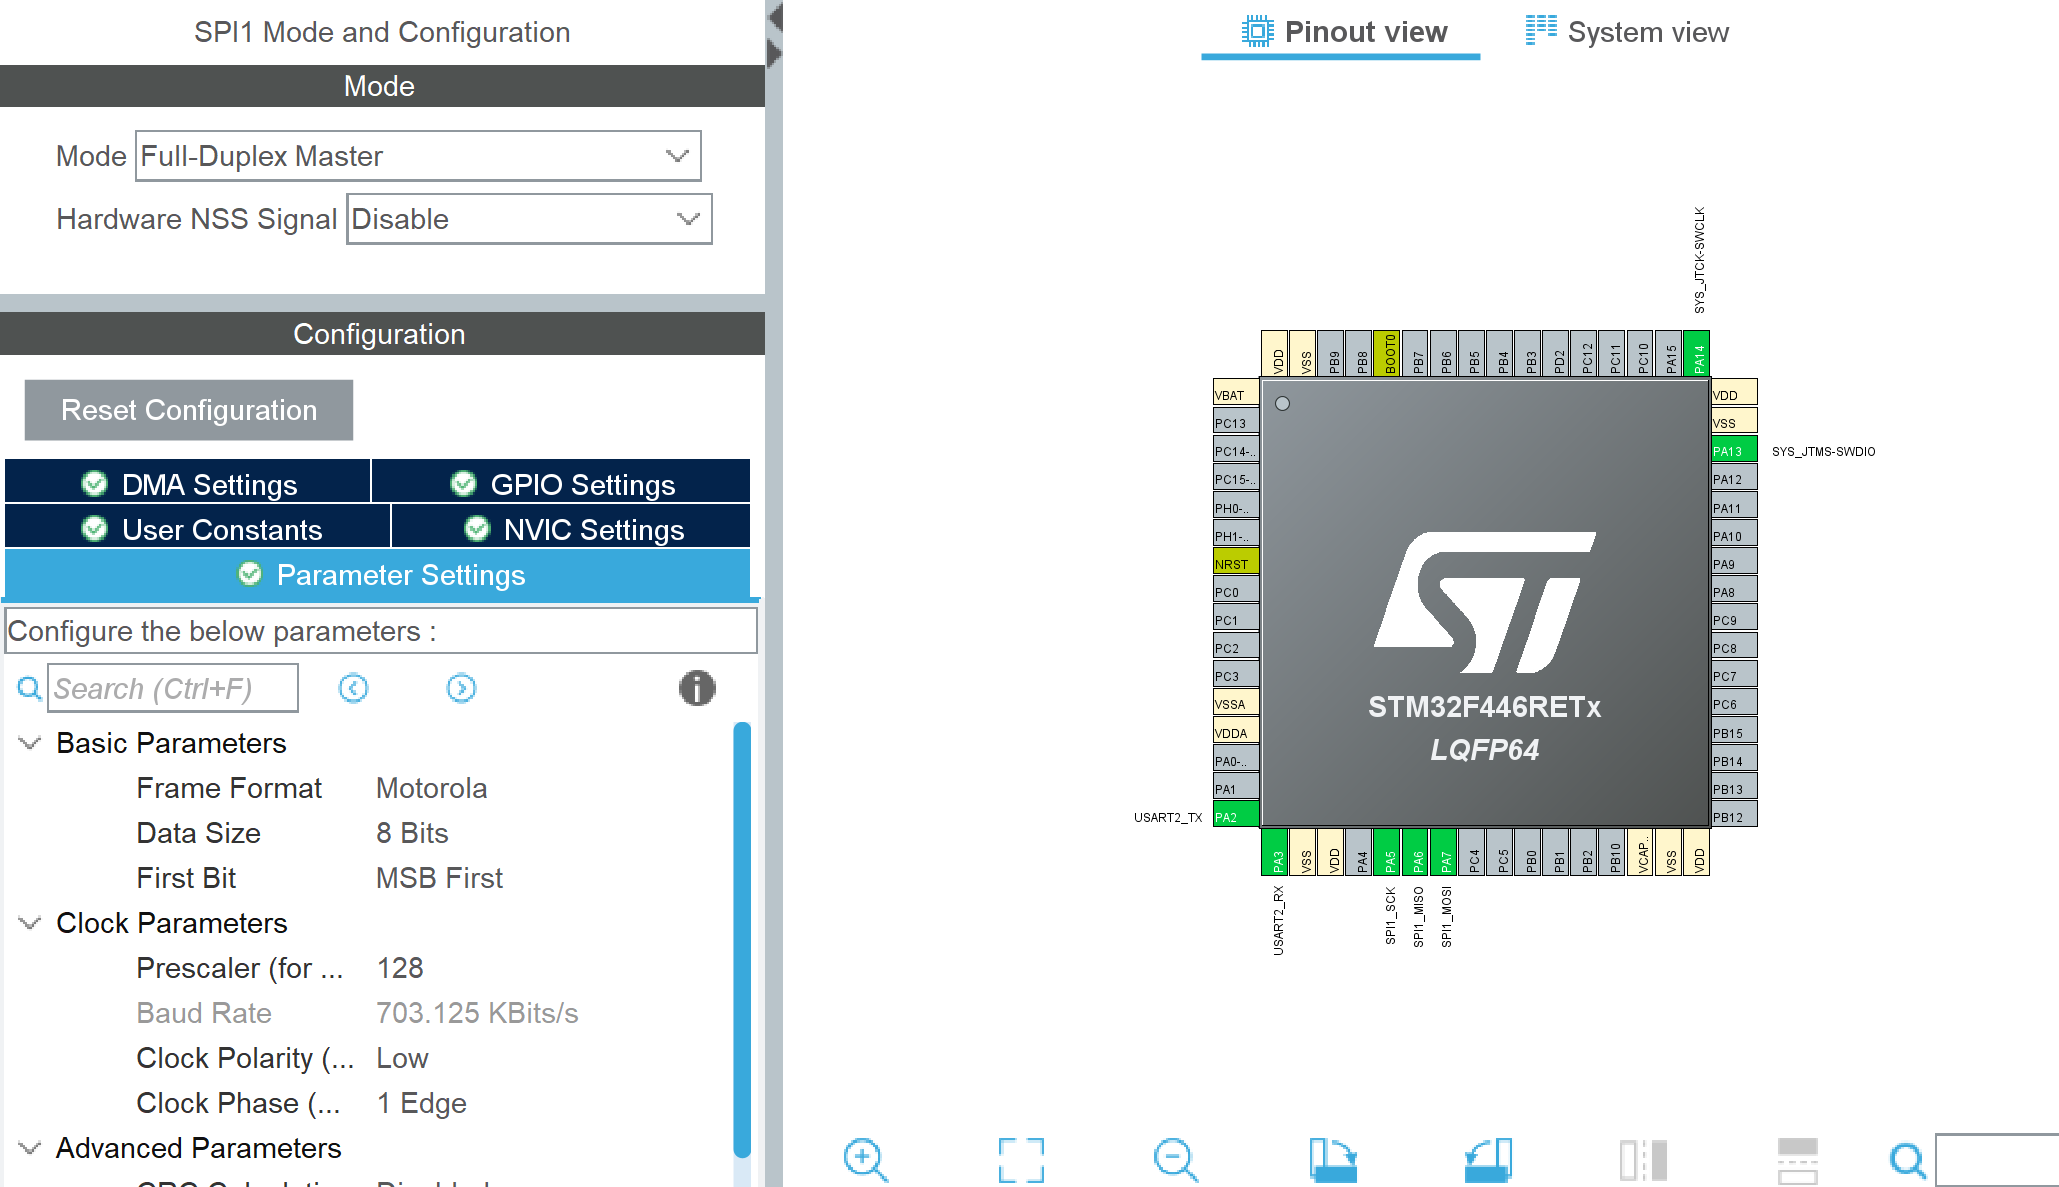 SPI1 Mode and Configuration
Mode
Mode Full-Duplex Master
Hardware NSS Signal Disable
Configuration
Reset Configuration
DMA Settings GPIO Settings
User Constants NVIC Settings
Parameter Settings
Configure the below parameters :
Search (Ctrl+F)
Basic Parameters
Frame Format Motorola
Data Size 8 Bits
First Bit MSB First
Clock Parameters
Prescaler (for ... 128
Baud Rate 703.125 KBits/s
Clock Polarity (... Low
Clock Phase (... 1 Edge
Advanced Parameters
Pinout view System view
SYS_JTCK-SWCLK
VDD VSS PB9 PB8 BOOT0 PB7 PB6 PB5 PB4 PB3 PD2 PC12 PC11 PC10 PA15 PA14
VBAT
PC13
PC14-..
PC15-..
PH0-..
PH1-..
NRST
PC0
PC1
PC2
PC3
VSSA
VDDA
PA0-..
PA1
USART2_TX PA2
ST
STM32F446RETx
LQFP64
VDD
VSS
PA13 SYS_JTMS-SWDIO
PA12
PA11
PA10
PA9
PA8
PC9
PC8
PC7
PC6
PB15
PB14
PB13
PB12
PA3 VSS VDD PA4 PA5 PA6 PA7 PC4 PC5 PB0 PB1 PB2 PB10 VCAP.. VSS VDD
USART2_RX SPI1_SCK SPI1_MISO SPI1_MOSI